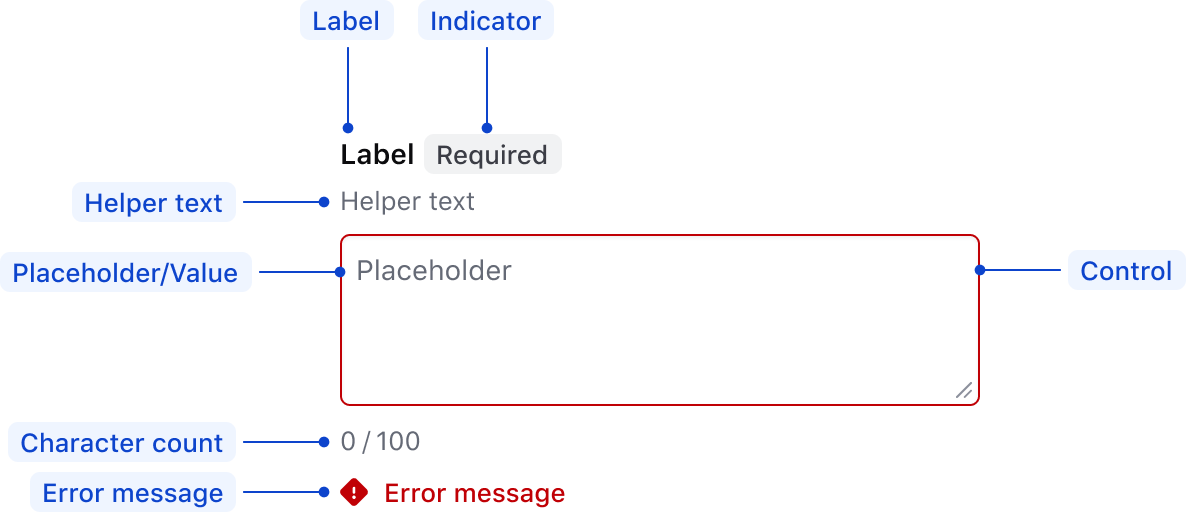 Label Indicator
Label Required
Helper text Helper text
Placeholder/Value Placeholder Control
Character count 0 / 100
Error message Error message